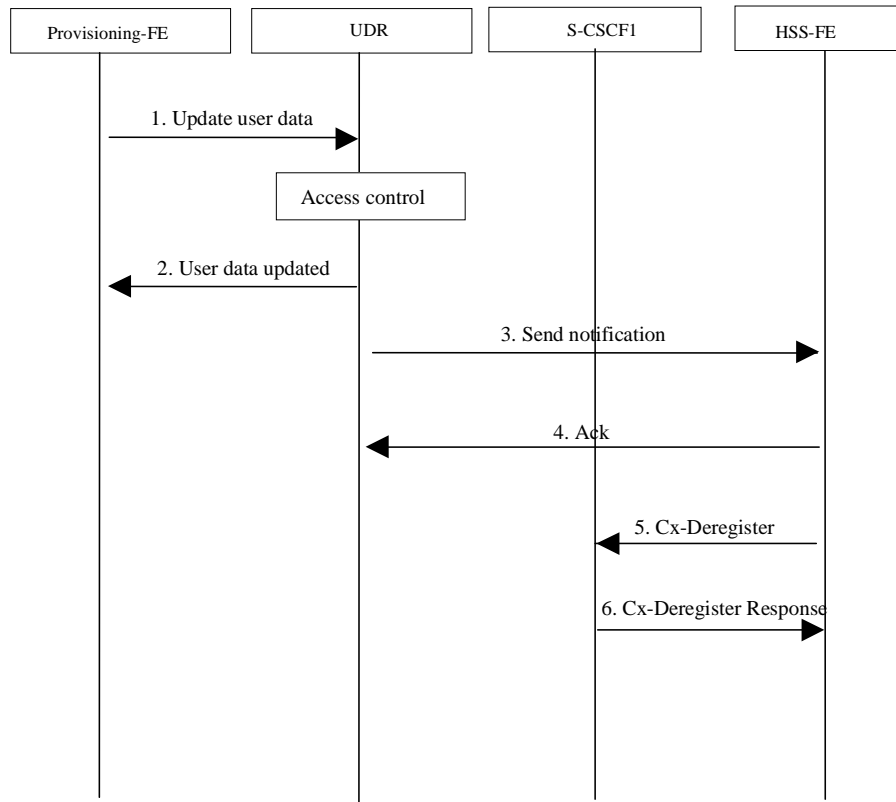 Provisioning-FE
UDR
S-CSCF1
HSS-FE
1. Update user data
Access control
2. User data updated
3. Send notification
4. Ack
5. Cx-Deregister
6. Cx-Deregister Response